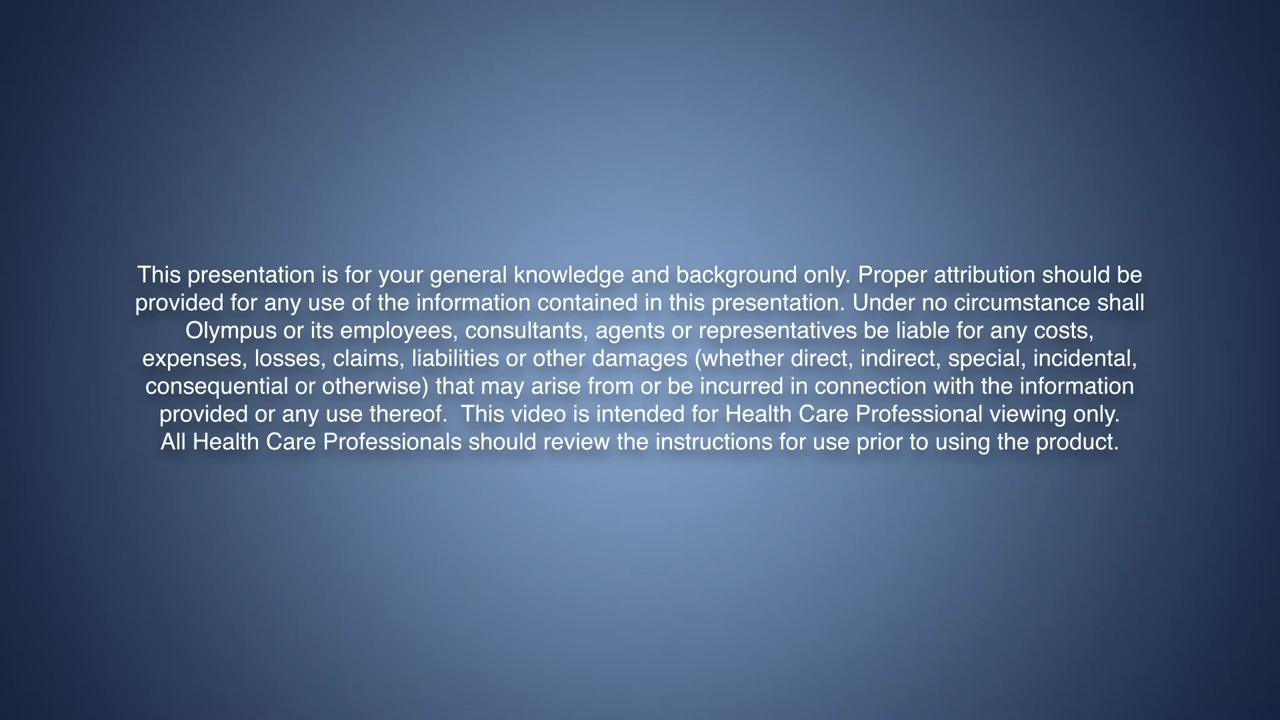 This presentation is for your general knowledge and background only. Proper attribution should be
provided for any use of the information contained in this presentation. Under no circumstance shall
Olympus or its employees, consultants, agents or representatives be liable for any costs,
expenses, losses, claims, liabilities or other damages (whether direct, indirect, special, incidental,
consequential or otherwise) that may arise from or be incurred in connection with the information
provided or any use thereof.  This video is intended for Health Care Professional viewing only.
All Health Care Professionals should review the instructions for use prior to using the product.